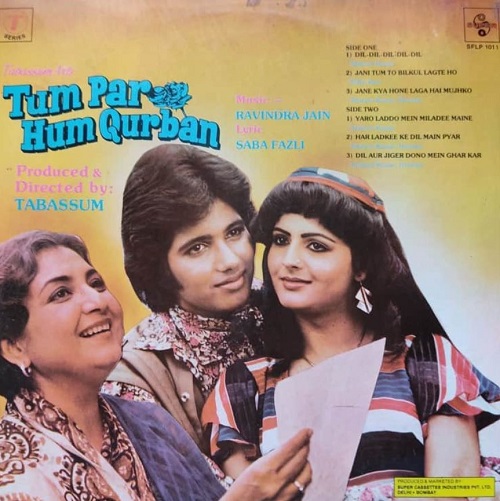 T
SERIES
SFLP 1011
Tabassum in's
Tum Par
Hum Qurban
Music :-
RAVINDRA JAIN
Lyric
SABA FAZLI
Produced &
Directed by:
TABASSUM
SIDE ONE
1) DIL-DIL-DIL-DIL-DIL
2) JANI TUM TO BILKUL LAGTE HO
3) JANE KYA HONE LAGA HAI MUJHKO
SIDE TWO
1) YARO LADDO MEIN MILADEE MAINE
2) HAR LADKEE KE DIL MAIN PYAR
3) DIL AUR JIGER DONO MEIN GHAR KAR
PRODUCED & MARKETED BY :
SUPER CASSETTES INDUSTRIES PVT. LTD.
DELHI • BOMBAY.